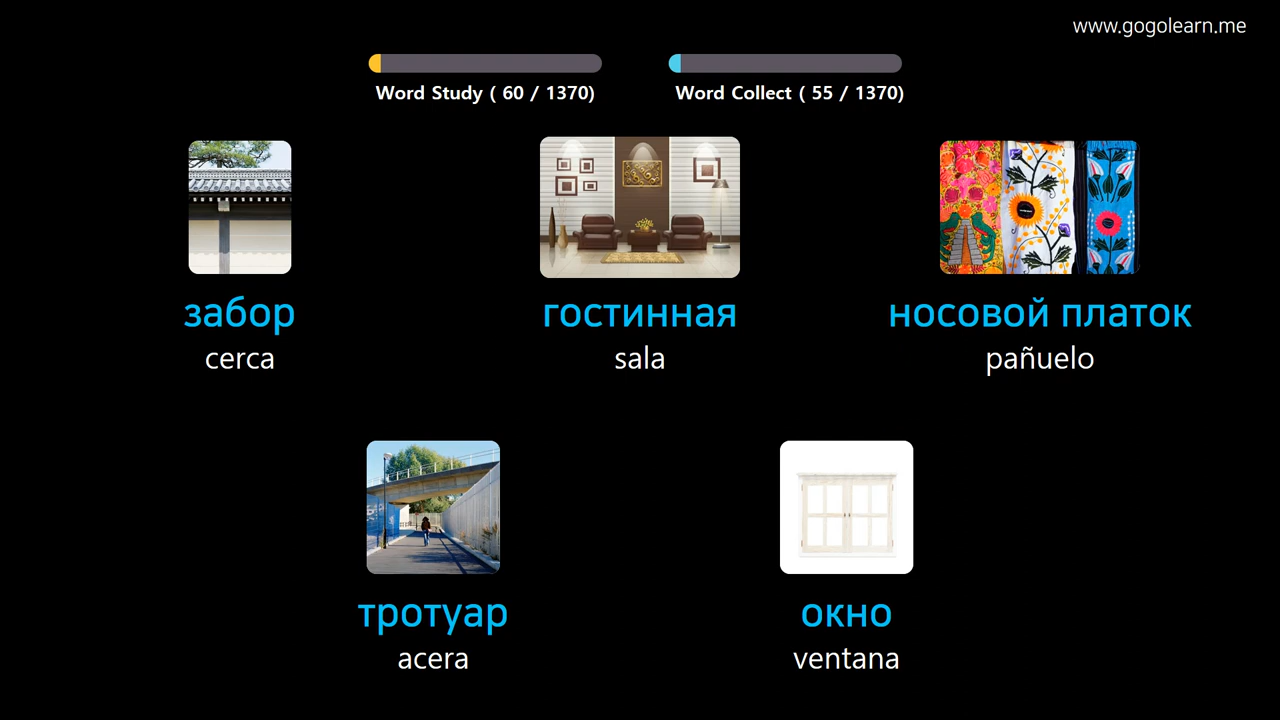 www.gogolearn.me
Word Study ( 60 / 1370)
Word Collect ( 55 / 1370)
забор
cerca
гостинная
sala
носовой платок
pañuelo
тротуар
acera
окно
ventana